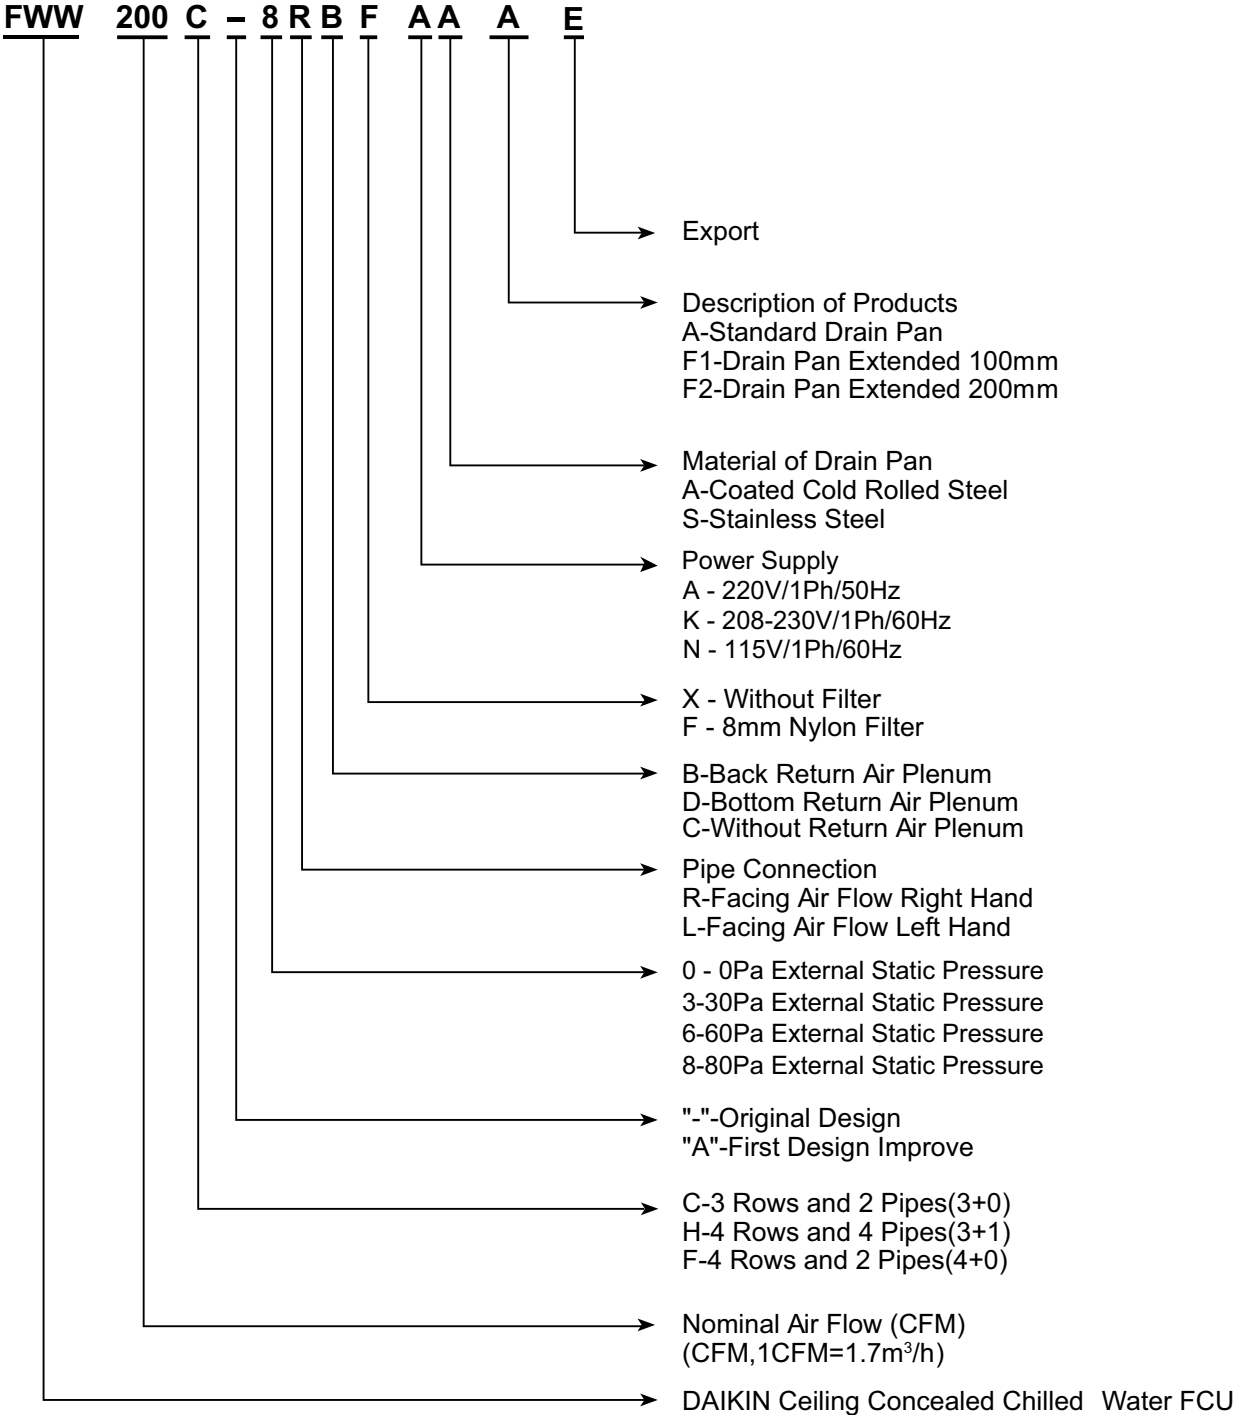 FWW 200 C – 8 R B F A A A E
Export
Description of Products
A-Standard Drain Pan
F1-Drain Pan Extended 100mm
F2-Drain Pan Extended 200mm
Material of Drain Pan
A-Coated Cold Rolled Steel
S-Stainless Steel
Power Supply
A - 220V/1Ph/50Hz
K - 208-230V/1Ph/60Hz
N - 115V/1Ph/60Hz
X - Without Filter
F - 8mm Nylon Filter
B-Back Return Air Plenum
D-Bottom Return Air Plenum
C-Without Return Air Plenum
Pipe Connection
R-Facing Air Flow Right Hand
L-Facing Air Flow Left Hand
0 - 0Pa External Static Pressure
3-30Pa External Static Pressure
6-60Pa External Static Pressure
8-80Pa External Static Pressure
"-"-Original Design
"A"-First Design Improve
C-3 Rows and 2 Pipes(3+0)
H-4 Rows and 4 Pipes(3+1)
F-4 Rows and 2 Pipes(4+0)
Nominal Air Flow (CFM)
(CFM,1CFM=1.7m³/h)
DAIKIN Ceiling Concealed Chilled Water FCU